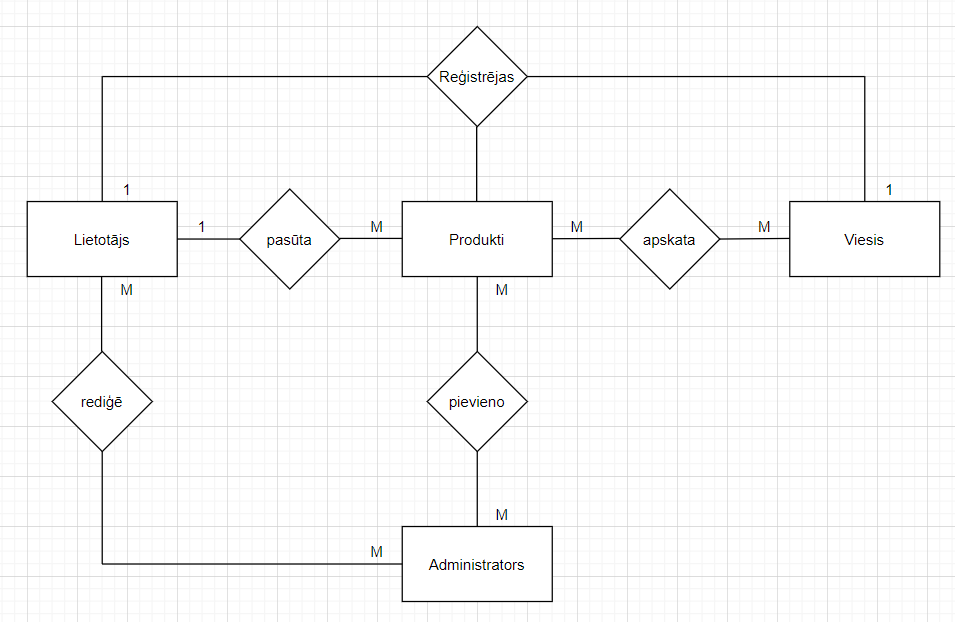 Reģistrējas
1
1
Lietotājs
1
pasūta
M
Produkti
M
apskata
M
Viesis
M
M
rediģē
pievieno
M
M
Administrators